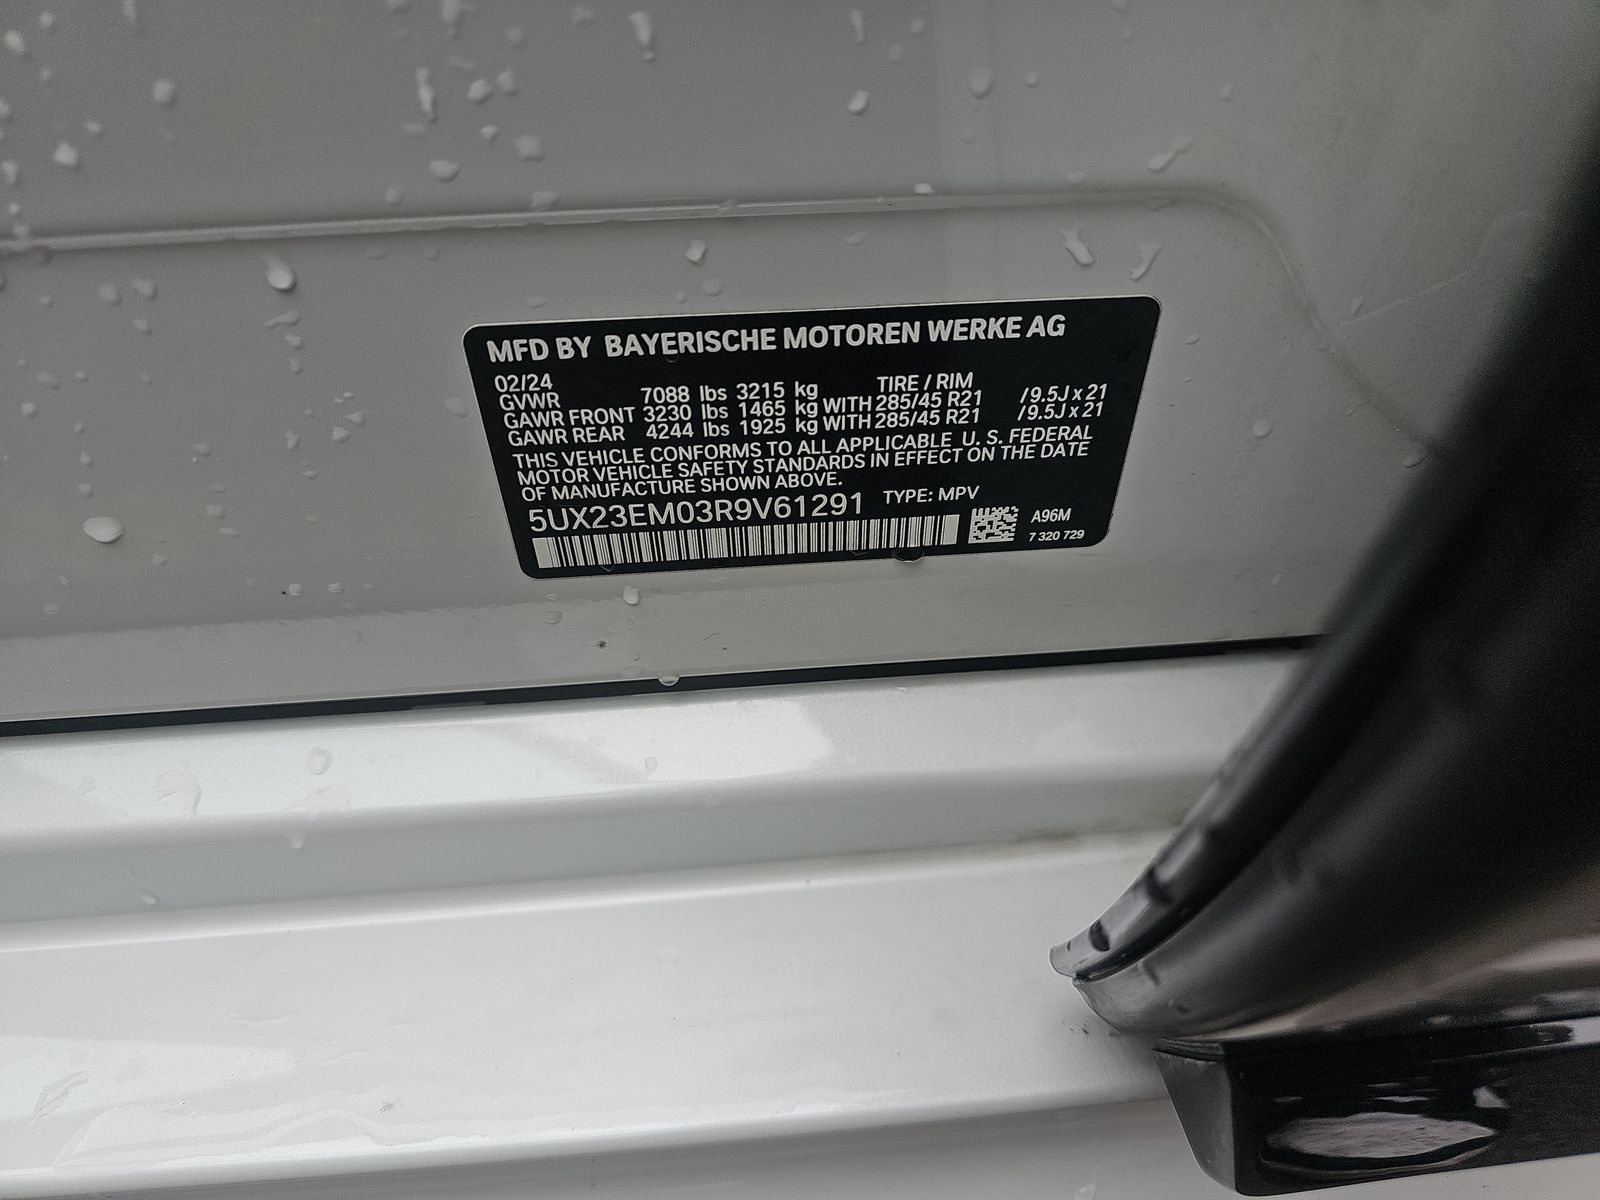 MFD BY BAYERISCHE MOTOREN WERKE AG
02/24 TIRE / RIM
GVWR 7088 lbs 3215 kg
GAWR FRONT 3230 lbs 1465 kg WITH 285/45 R21 /9.5J x 21
GAWR REAR 4244 lbs 1925 kg WITH 285/45 R21 /9.5J x 21
THIS VEHICLE CONFORMS TO ALL APPLICABLE U. S. FEDERAL
MOTOR VEHICLE SAFETY STANDARDS IN EFFECT ON THE DATE
OF MANUFACTURE SHOWN ABOVE.
5UX23EM03R9V61291 TYPE: MPV
A96M
7 320 729